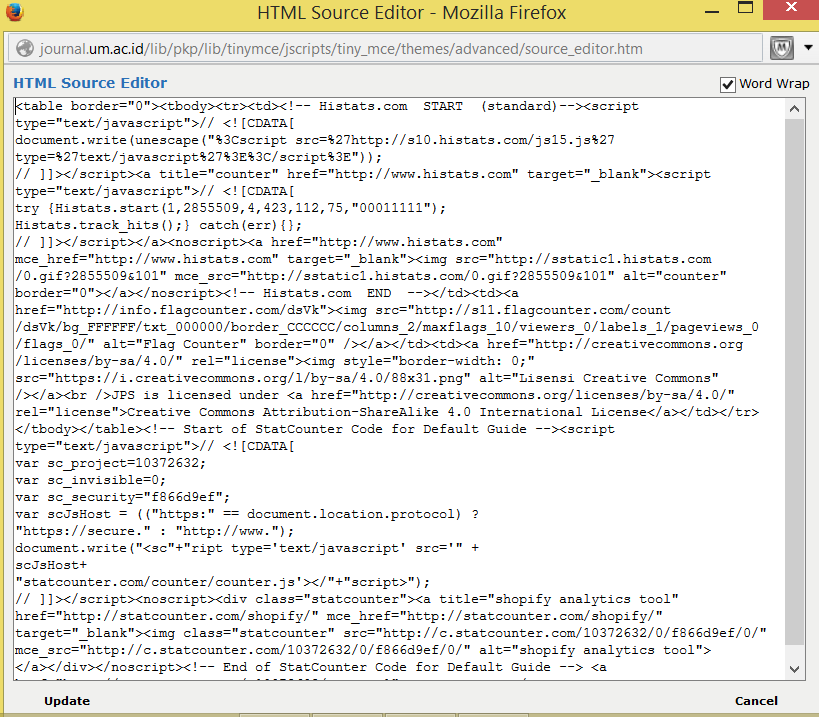 HTML Source Editor - Mozilla Firefox
journal.um.ac.id/lib/pkp/lib/tinymce/jscripts/tiny_mce/themes/advanced/source_editor.htm
HTML Source Editor
Word Wrap
<table border="0"><tbody><tr><td><!-- Histats.com  START  (standard)--><script
type="text/javascript">// <![CDATA[
document.write(unescape("%3Cscript src=%27http://s10.histats.com/js15.js%27
type=%27text/javascript%27%3E%3C/script%3E"));
// ]]></script><a title="counter" href="http://www.histats.com" target="_blank"><script
type="text/javascript">// <![CDATA[
try {Histats.start(1,2855509,4,423,112,75,"00011111");
Histats.track_hits();} catch(err){};
// ]]></script></a><noscript><a href="http://www.histats.com"
mce_href="http://www.histats.com" target="_blank"><img src="http://sstatic1.histats.com
/0.gif?2855509&101" mce_src="http://sstatic1.histats.com/0.gif?2855509&101" alt="counter"
border="0"></a></noscript><!-- Histats.com  END  --></td><td><a
href="http://info.flagcounter.com/dsVk"><img src="http://s11.flagcounter.com/count
/dsVk/bg_FFFFFF/txt_000000/border_CCCCCC/columns_2/maxflags_10/viewers_0/labels_1/pageviews_0
/flags_0/" alt="Flag Counter" border="0" /></a></td><td><a href="http://creativecommons.org
/licenses/by-sa/4.0/" rel="license"><img style="border-width: 0;"
src="https://i.creativecommons.org/l/by-sa/4.0/88x31.png" alt="Lisensi Creative Commons"
/></a><br />JPS is licensed under <a href="http://creativecommons.org/licenses/by-sa/4.0/"
rel="license">Creative Commons Attribution-ShareAlike 4.0 International License</a></td></tr>
</tbody></table><!-- Start of StatCounter Code for Default Guide --><script
type="text/javascript">// <![CDATA[
var sc_project=10372632;
var sc_invisible=0;
var sc_security="f866d9ef";
var scJsHost = (("https:" == document.location.protocol) ?
"https://secure." : "http://www.");
document.write("<sc"+"ript type='text/javascript' src='" +
scJsHost+
"statcounter.com/counter/counter.js'></"+"script>");
// ]]></script><noscript><div class="statcounter"><a title="shopify analytics tool"
href="http://statcounter.com/shopify/" mce_href="http://statcounter.com/shopify/"
target="_blank"><img class="statcounter" src="http://c.statcounter.com/10372632/0/f866d9ef/0/"
mce_src="http://c.statcounter.com/10372632/0/f866d9ef/0/" alt="shopify analytics tool">
</a></div></noscript><!-- End of StatCounter Code for Default Guide --> <a
Update
Cancel